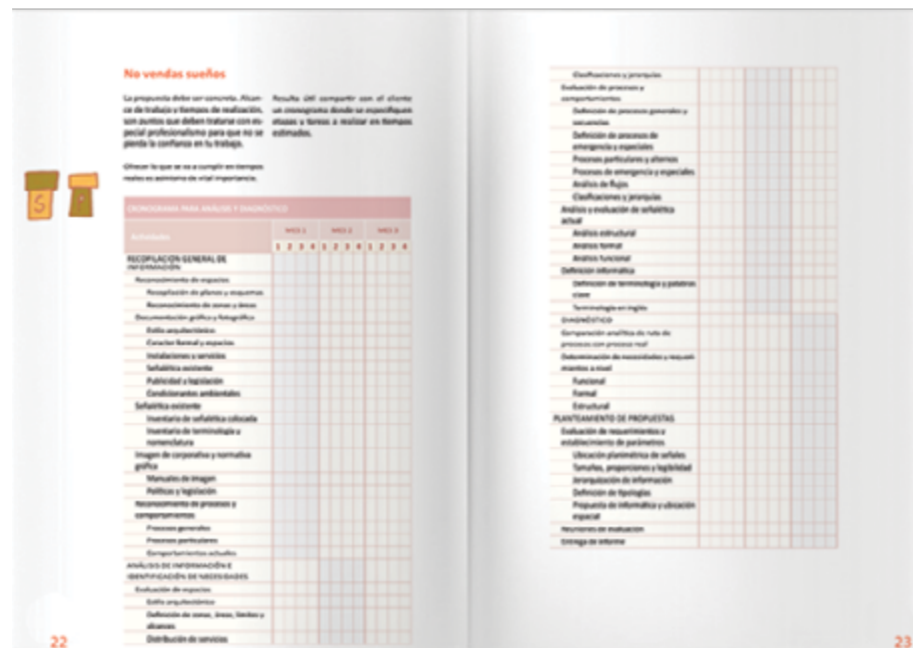 No vendas sueños
La propuesta debe ser concreta. Alcan-
ce de trabajo y tiempos de realización,
son puntos que deben tratarse con es-
pecial profesionalismo para que no se
pierda la confianza en tu trabajo.
Ofrecer lo que se va a cumplir en tiempos
reales es asimismo de vital importancia.
Resulta útil compartir con el cliente
un cronograma donde se especifiquen
etapas y tareas a realizar en tiempos
estimados.
S
CRONOGRAMA PARA ANÁLISIS Y DIAGNÓSTICO
Actividades
MES 1 MES 2 MES 3
1 2 3 4 1 2 3 4 1 2 3 4
RECOPILACIÓN GENERAL DE
INFORMACIÓN
Reconocimiento de espacios
Recopilación de planos y esquemas
Reconocimiento de zonas y áreas
Documentación gráfica y fotográfica
Estilo arquitectónico
Caracter formal y espacios
Instalaciones y servicios
Señalética existente
Publicidad y legislación
Condicionantes ambientales
Señalética existente
Inventario de señalética colocada
Inventario de terminología y
nomenclatura
Imagen de corporativa y normativa
gráfica
Manuales de imagen
Políticas y legislación
Reconocimiento de procesos y
comportamientos
Procesos generales
Procesos particulares
Comportamientos actuales
ANÁLISIS DE INFORMACIÓN E
IDENTIFICACIÓN DE NECESIDADES
Evaluación de espacios
Estilo arquitectónico
Definición de zonas, áreas, límites y
alcances
Distribución de servicios
22
Clasificaciones y jerarquías
Evaluación de procesos y
comportamientos
Definición de procesos generales y
secuencias
Definición de procesos de
emergencia y especiales
Procesos particulares y alternos
Procesos de emergencia y especiales
Análisis de flujos
Clasificaciones y jerarquías
Análisis y evaluación de señalética
actual
Análisis estructural
Análisis formal
Análisis funcional
Definición informática
Definición de terminología y palabras
clave
Terminología en inglés
DIAGNÓSTICO
Comparación analítica de ruta de
procesos con proceso real
Determinación de necesidades y requeri-
mientos a nivel
Funcional
Formal
Estructural
PLANTEAMIENTO DE PROPUESTAS
Evaluación de requerimientos y
establecimiento de parámetros
Ubicación planimétrica de señales
Tamaños, proporciones y legibilidad
Jerarquización de información
Definición de tipologías
Propuesta de informática y ubicación
espacial
Reuniones de evaluación
Entrega de informe
23